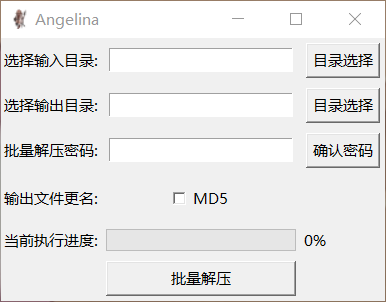 Angelina
选择输入目录: 目录选择
选择输出目录: 目录选择
批量解压密码: 确认密码
输出文件更名: MD5
当前执行进度: 0%
批量解压